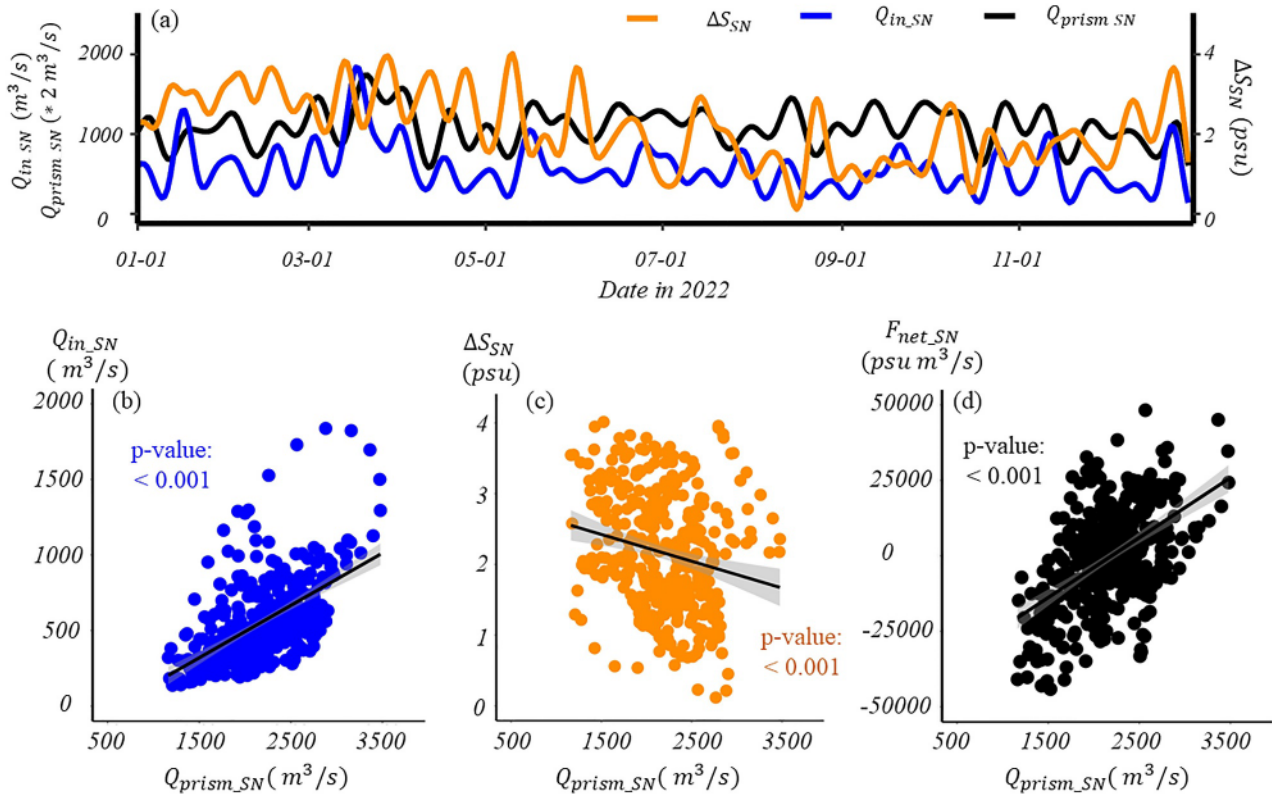 (a)
ΔS_SN Q_in_SN Q_prism SN
Q_in SN (m³/s)
Q_prism SN (* 2 m³/s)
2000
1000
0
4
2
0
ΔS_SN (psu)
01-01 03-01 05-01 07-01 09-01 11-01
Date in 2022
Q_in_SN
(m³/s)
(b)
p-value:
< 0.001
2000
1500
1000
500
0
500 1500 2500 3500
Q_prism_SN(m³/s)
ΔS_SN
(psu)
(c)
4
3
2
1
0
p-value:
< 0.001
500 1500 2500 3500
Q_prism_SN(m³/s)
F_net_SN
(psu m³/s)
(d)
p-value:
< 0.001
50000
25000
0
-25000
-50000
500 1500 2500 3500
Q_prism_SN(m³/s)